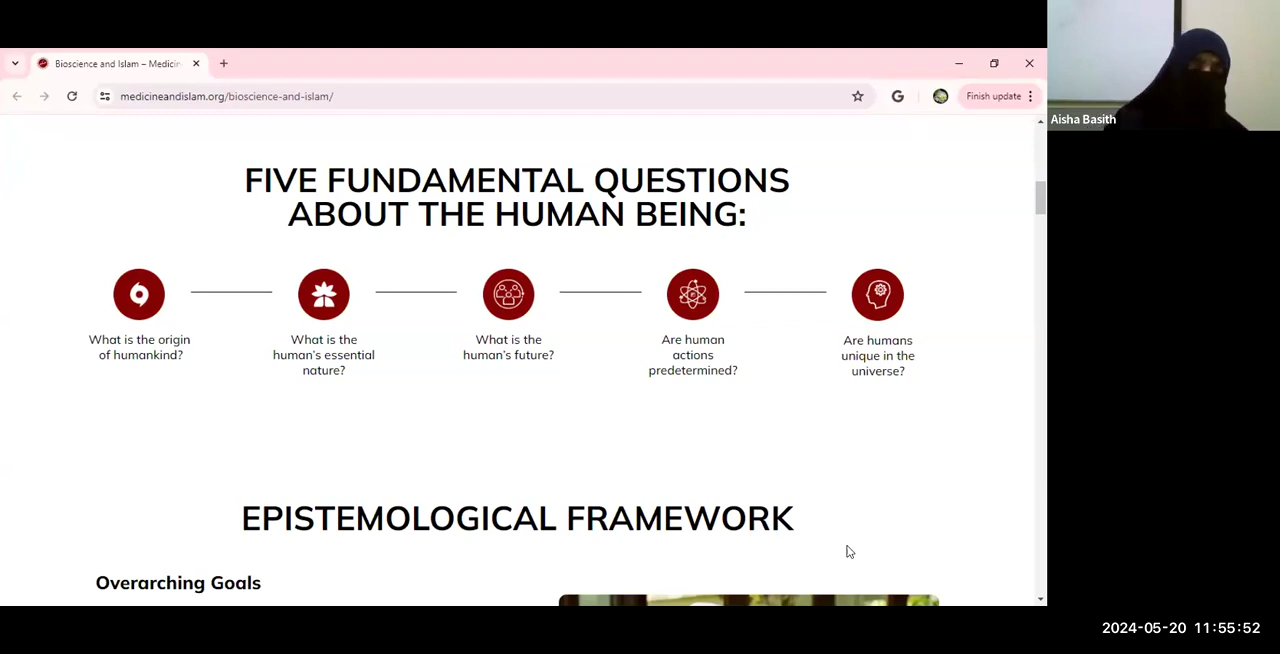 Bioscience and Islam – Medicin
medicineandislam.org/bioscience-and-islam/
Finish update
Aisha Basith
FIVE FUNDAMENTAL QUESTIONS
ABOUT THE HUMAN BEING:
What is the origin
of humankind?
What is the
human's essential
nature?
What is the
human's future?
Are human
actions
predetermined?
Are humans
unique in the
universe?
EPISTEMOLOGICAL FRAMEWORK
Overarching Goals
2024-05-20 11:55:52